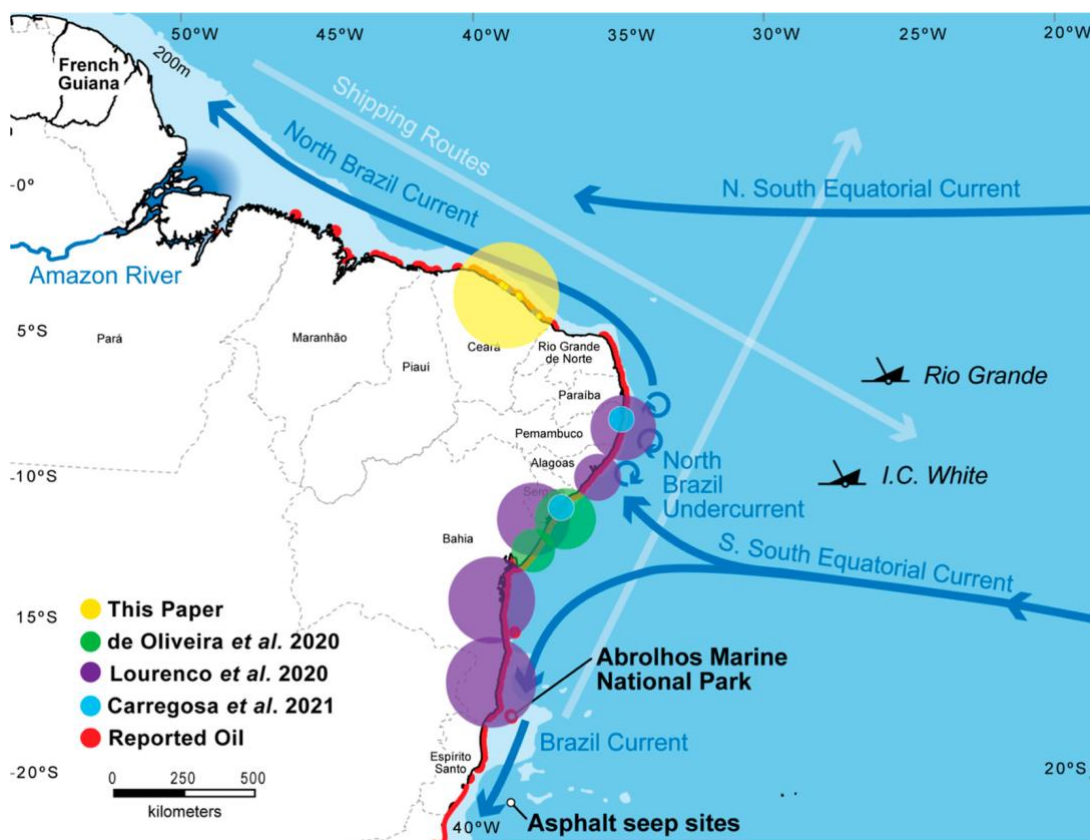 50°W
45°W
40°W
35°W
30°W
25°W
20°W
French
Guiana
200m
Shipping Routes
North Brazil Current
N. South Equatorial Current
-0°
Amazon River
5°S
Pará
Maranhão
Piauí
Ceará
Rio Grande
de Norte
Paraíba
Pernambuco
Alagoas
Rio Grande
I.C. White
10°S
North
Brazil
Undercurrent
Bahia
S. South Equatorial Current
15°S
This Paper
de Oliveira et al. 2020
Lourenco et al. 2020
Carregosa et al. 2021
Reported Oil
Abrolhos Marine
National Park
Brazil Current
Espírito
Santo
-20°S
20°S
0 250 500
kilometers
40°W
Asphalt seep sites